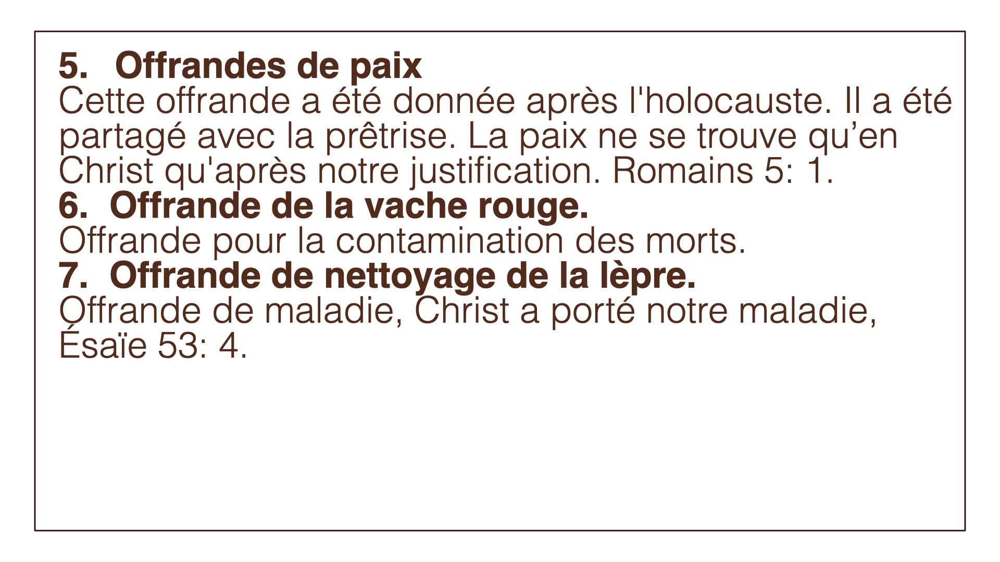 5.  Offrandes de paix
Cette offrande a été donnée après l'holocauste. Il a été
partagé avec la prêtrise. La paix ne se trouve qu’en
Christ qu'après notre justification. Romains 5: 1.
6.  Offrande de la vache rouge.
Offrande pour la contamination des morts.
7.  Offrande de nettoyage de la lèpre.
Offrande de maladie, Christ a porté notre maladie,
Ésaïe 53: 4.